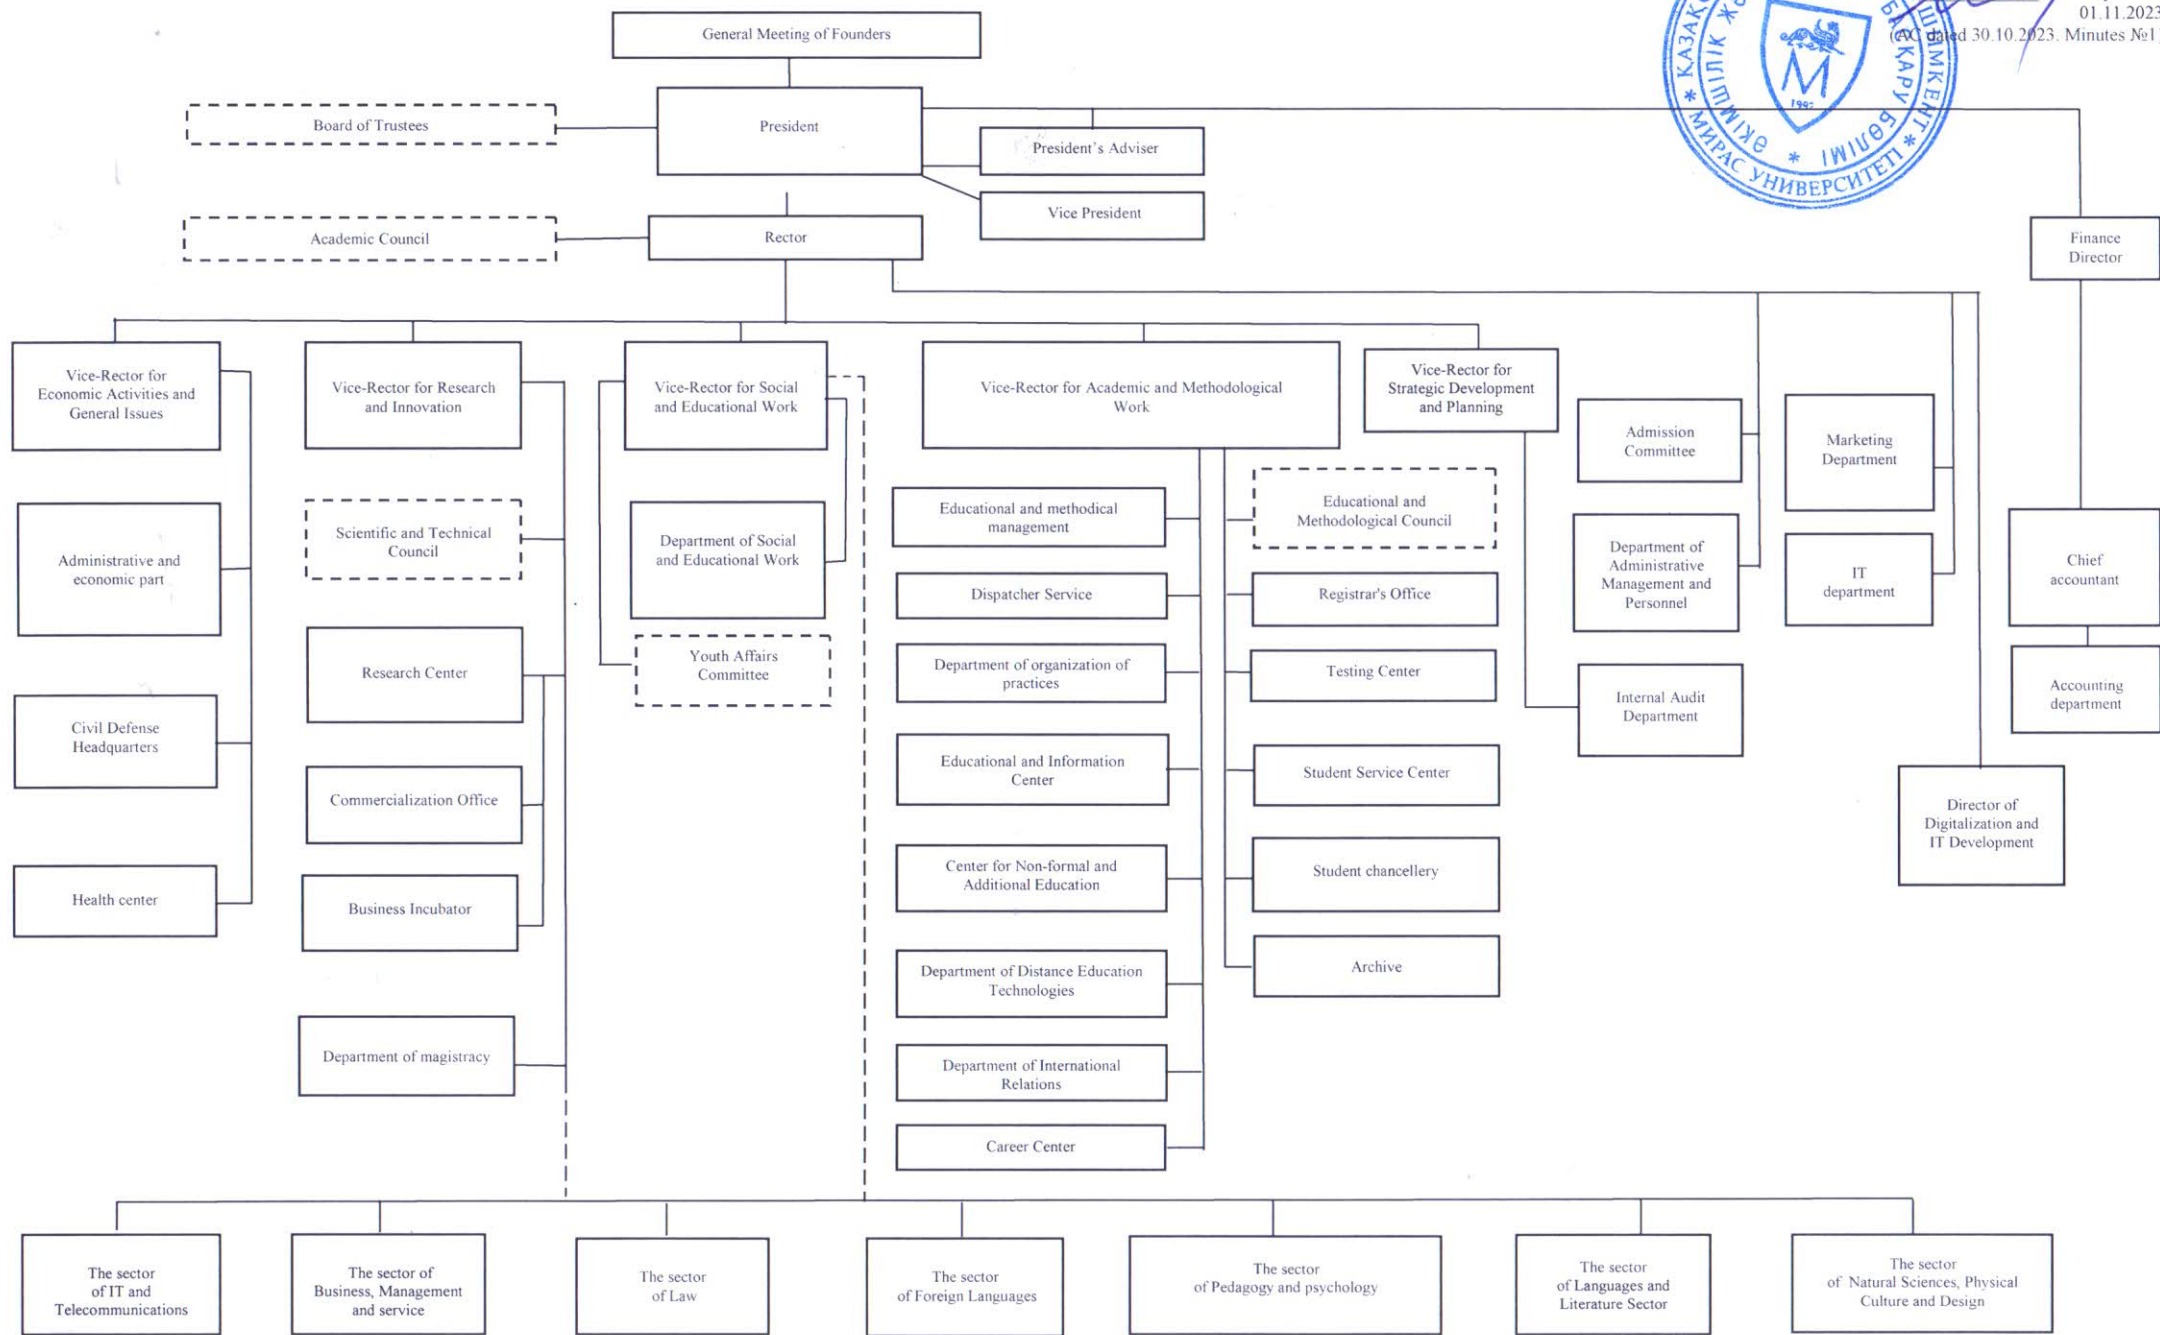 01.11.2023
(AC dated 30.10.2023. Minutes №1
ШЫМКЕНТ
МИРАС УНИВЕРСИТЕТІ
ӘКІМШІЛІК
БАСҚАРУ БӨЛІМІ
M
General Meeting of Founders
Board of Trustees
President
President's Adviser
Vice President
Academic Council
Rector
Finance
Director
Vice-Rector for
Economic Activities and
General Issues
Vice-Rector for Research
and Innovation
Vice-Rector for Social
and Educational Work
Vice-Rector for Academic and Methodological
Work
Vice-Rector for
Strategic Development
and Planning
Admission
Committee
Marketing
Department
Administrative and
economic part
Scientific and Technical
Council
Department of Social
and Educational Work
Educational and methodical
management
Educational and
Methodological Council
Department of
Administrative
Management and
Personnel
IT
department
Chief
accountant
Dispatcher Service
Registrar's Office
Civil Defense
Headquarters
Research Center
Youth Affairs
Committee
Department of organization of
practices
Testing Center
Internal Audit
Department
Accounting
department
Commercialization Office
Educational and Information
Center
Student Service Center
Director of
Digitalization and
IT Development
Health center
Business Incubator
Center for Non-formal and
Additional Education
Student chancellery
Department of Distance Education
Technologies
Archive
Department of magistracy
Department of International
Relations
Career Center
The sector
of IT and
Telecommunications
The sector of
Business, Management
and service
The sector
of Law
The sector
of Foreign Languages
The sector
of Pedagogy and psychology
The sector
of Languages and
Literature Sector
The sector
of Natural Sciences, Physical
Culture and Design